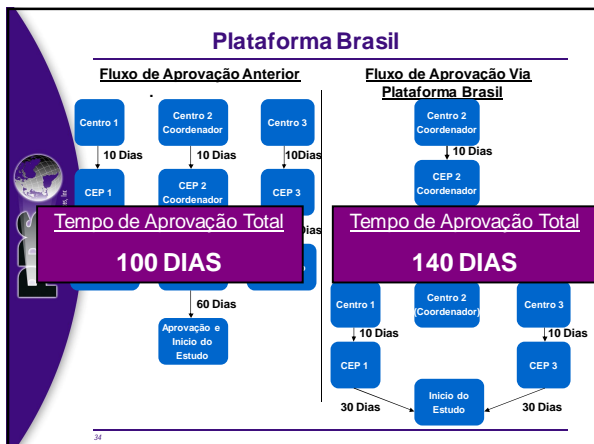 Plataforma Brasil
Fluxo de Aprovação Anterior
.
Centro 1
Centro 2
Coordenador
Centro 3
10 Dias
10 Dias
10Dias
CEP 1
CEP 2
Coordenador
CEP 3
Tempo de Aprovação Total
100 DIAS
60 Dias
Aprovação e
Inicio do
Estudo
Fluxo de Aprovação Via
Plataforma Brasil
Centro 2
Coordenador
10 Dias
CEP 2
Coordenador
Tempo de Aprovação Total
140 DIAS
Centro 1
Centro 2
(Coordenador)
Centro 3
10 Dias
10 Dias
CEP 1
CEP 3
Inicio do
Estudo
30 Dias
30 Dias
34